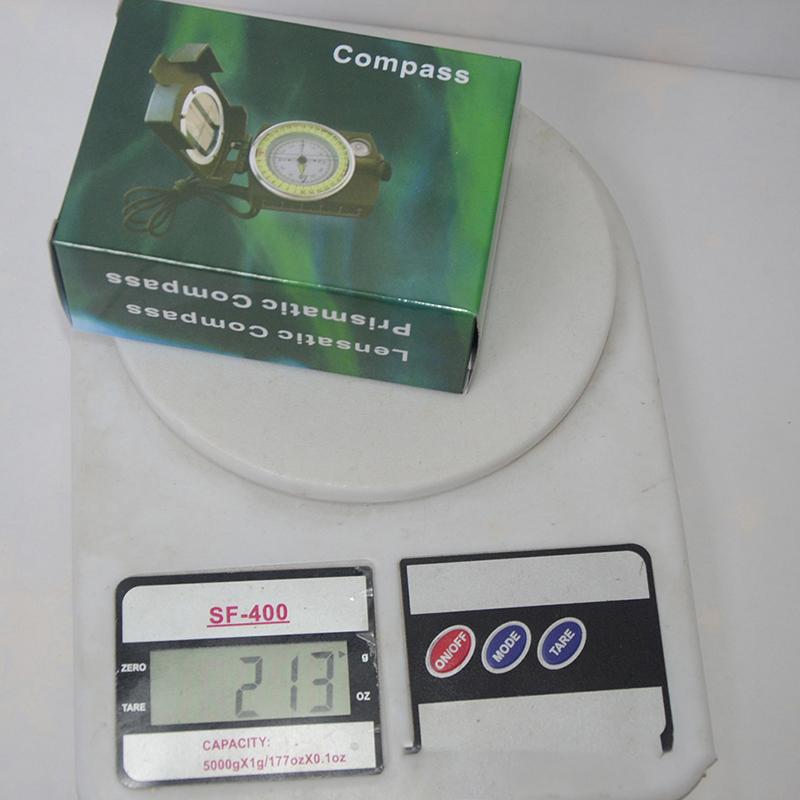 Compass
Prismatic Compass
Lensatic Compass
SF-400
ZERO
TARE
213
g
OZ
CAPACITY:
5000gX1g/177ozX0.1oz
ON/OFF
MODE
TARE